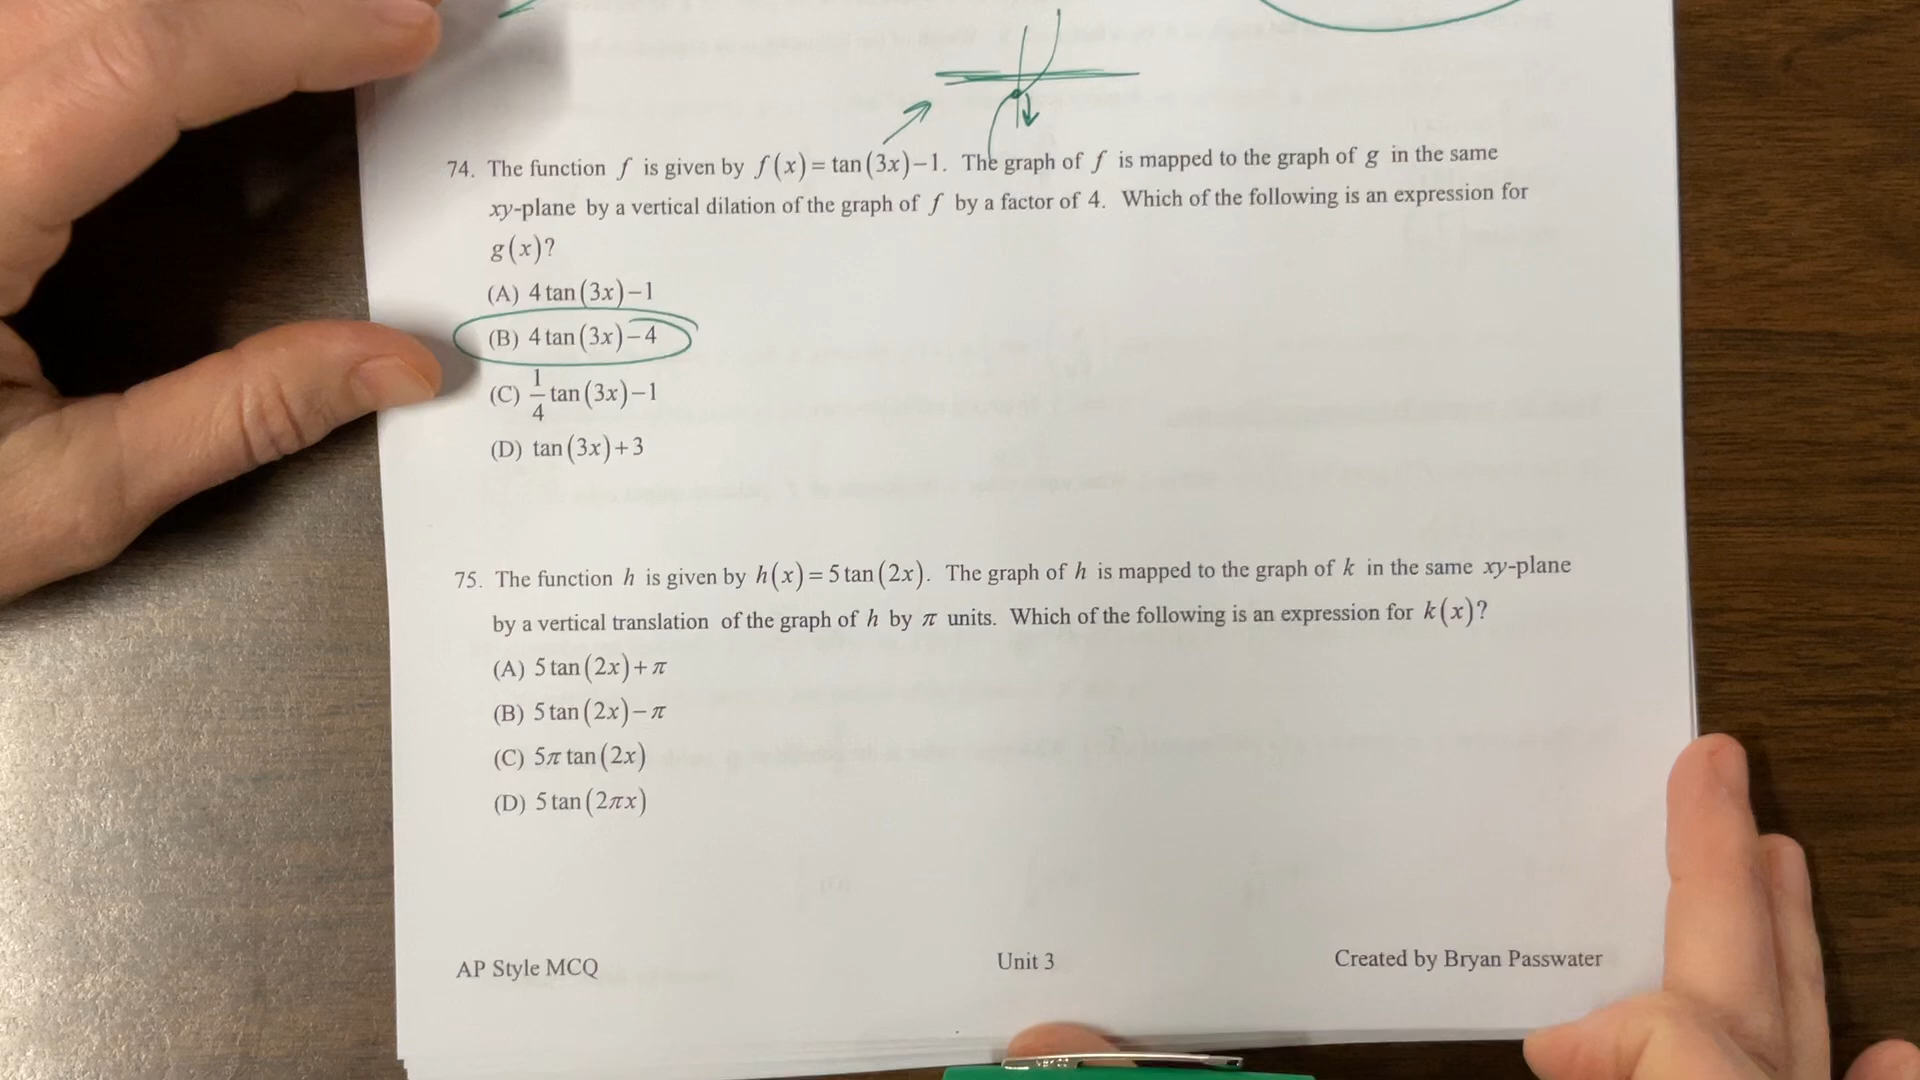 74. The function f is given by f(x) = tan(3x) − 1. The graph of f is mapped to the graph of g in the same
xy-plane by a vertical dilation of the graph of f by a factor of 4. Which of the following is an expression for
g(x)?
(A) 4 tan(3x) − 1
(B) 4 tan(3x) − 4
(C) 1/4 tan(3x) − 1
(D) tan(3x) + 3
75. The function h is given by h(x) = 5 tan(2x). The graph of h is mapped to the graph of k in the same xy-plane
by a vertical translation of the graph of h by π units. Which of the following is an expression for k(x)?
(A) 5 tan(2x) + π
(B) 5 tan(2x) − π
(C) 5π tan(2x)
(D) 5 tan(2πx)
AP Style MCQ
Unit 3
Created by Bryan Passwater